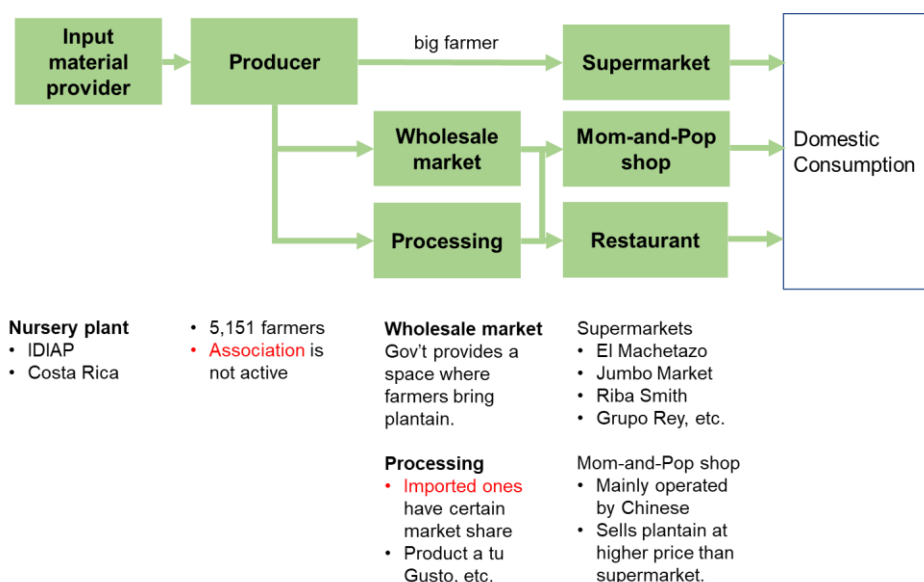 Input
material
provider
Producer
big farmer
Supermarket
Wholesale
market
Mom-and-Pop
shop
Domestic
Consumption
Processing
Restaurant
Nursery plant
• IDIAP
• Costa Rica
• 5,151 farmers
• Association is
not active
Wholesale market
Gov't provides a
space where
farmers bring
plantain.
Processing
• Imported ones
have certain
market share
• Product a tu
Gusto, etc.
Supermarkets
• El Machetazo
• Jumbo Market
• Riba Smith
• Grupo Rey, etc.
Mom-and-Pop shop
• Mainly operated
by Chinese
• Sells plantain at
higher price than
supermarket.